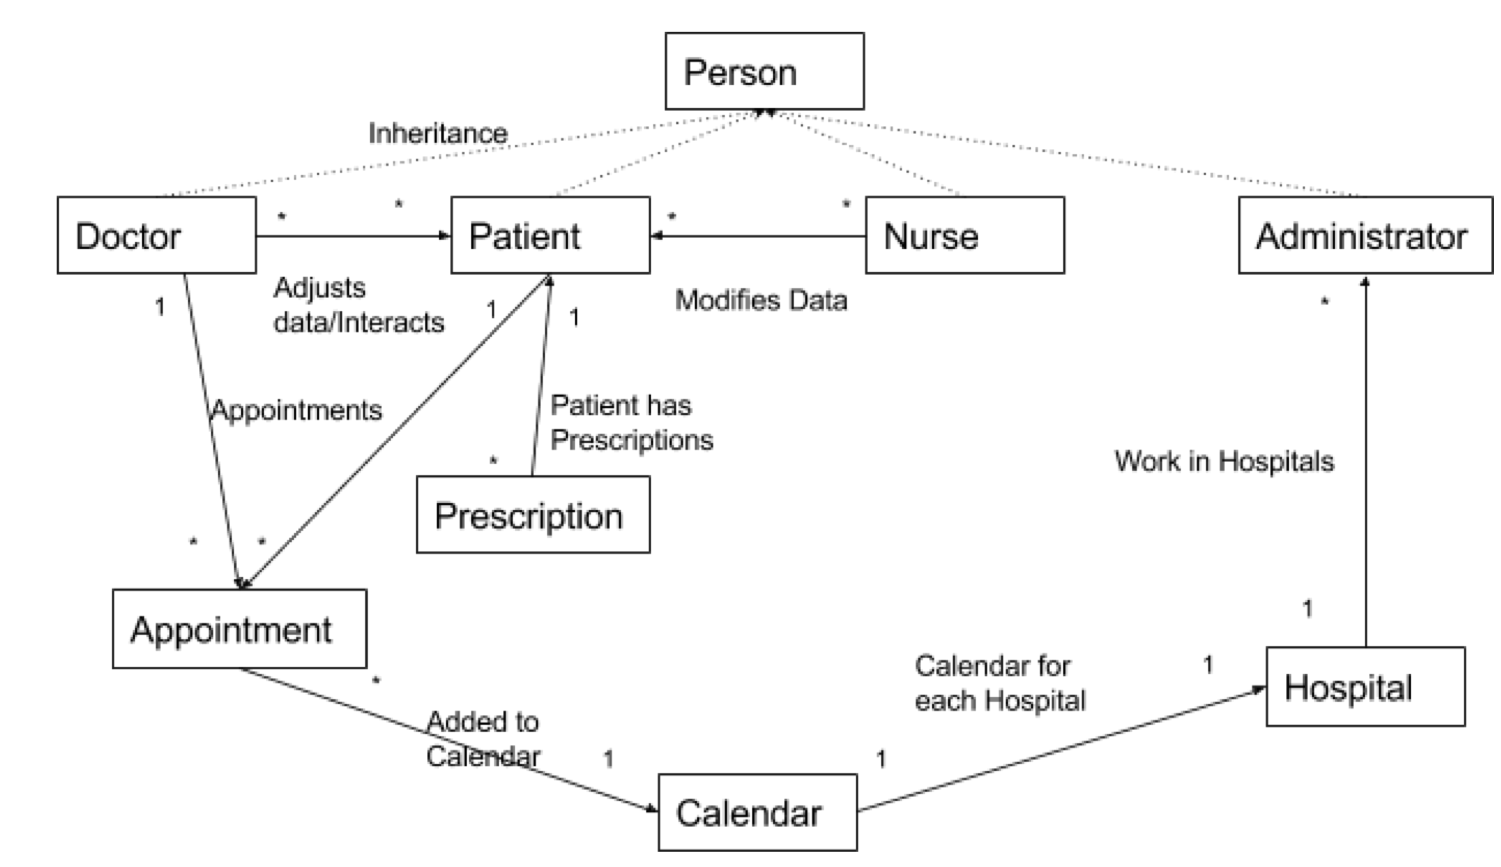 Person
Inheritance
Doctor
*
*
Patient
*
*
Nurse
Administrator
1
Adjusts
data/Interacts
1
1
Modifies Data
*
Appointments
Patient has
Prescriptions
*
Work in Hospitals
Prescription
*
*
Appointment
1
*
Calendar for
each Hospital
1
Hospital
Added to
Calendar
1
1
Calendar